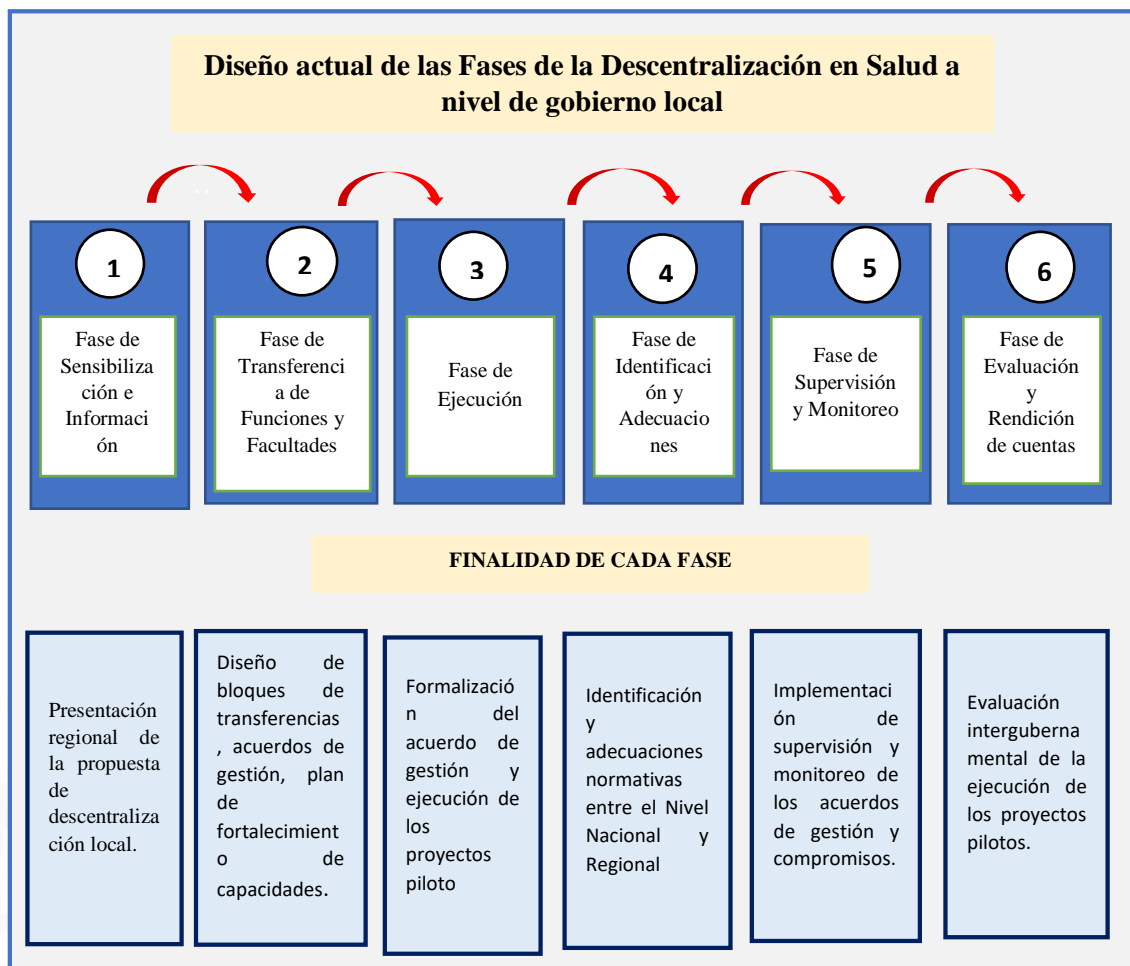 Diseño actual de las Fases de la Descentralización en Salud a
nivel de gobierno local
1
Fase de
Sensibiliza
ción e
Informaci
ón
2
Fase de
Transferenci
a de
Funciones y
Facultades
3
Fase de
Ejecución
4
Fase de
Identificaci
ón y
Adecuacio
nes
5
Fase de
Supervisión
y Monitoreo
6
Fase de
Evaluación
y
Rendición
de cuentas
FINALIDAD DE CADA FASE
Presentación
regional de
la propuesta
de
descentraliza
ción local.
Diseño de
bloques de
transferencias
, acuerdos de
gestión, plan
de
fortalecimient
o de
capacidades.
Formalizació
n del
acuerdo de
gestión y
ejecución de
los
proyectos
piloto
Identificación
y
adecuaciones
normativas
entre el Nivel
Nacional y
Regional
Implementaci
ón de
supervisión y
monitoreo de
los acuerdos
de gestión y
compromisos.
Evaluación
interguberna
mental de la
ejecución de
los proyectos
pilotos.